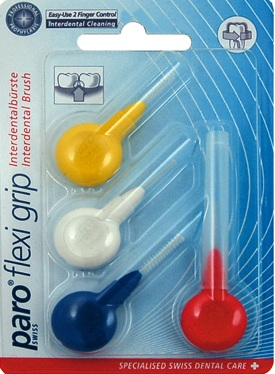 PROFESSIONAL
PROPHYLAXIS
Easy-Use 2 Finger Control
Interdental Cleaning
paro® flexi grip
SWISS
Interdentalbürste
Interdental Brush
SPECIALISED SWISS DENTAL CARE +